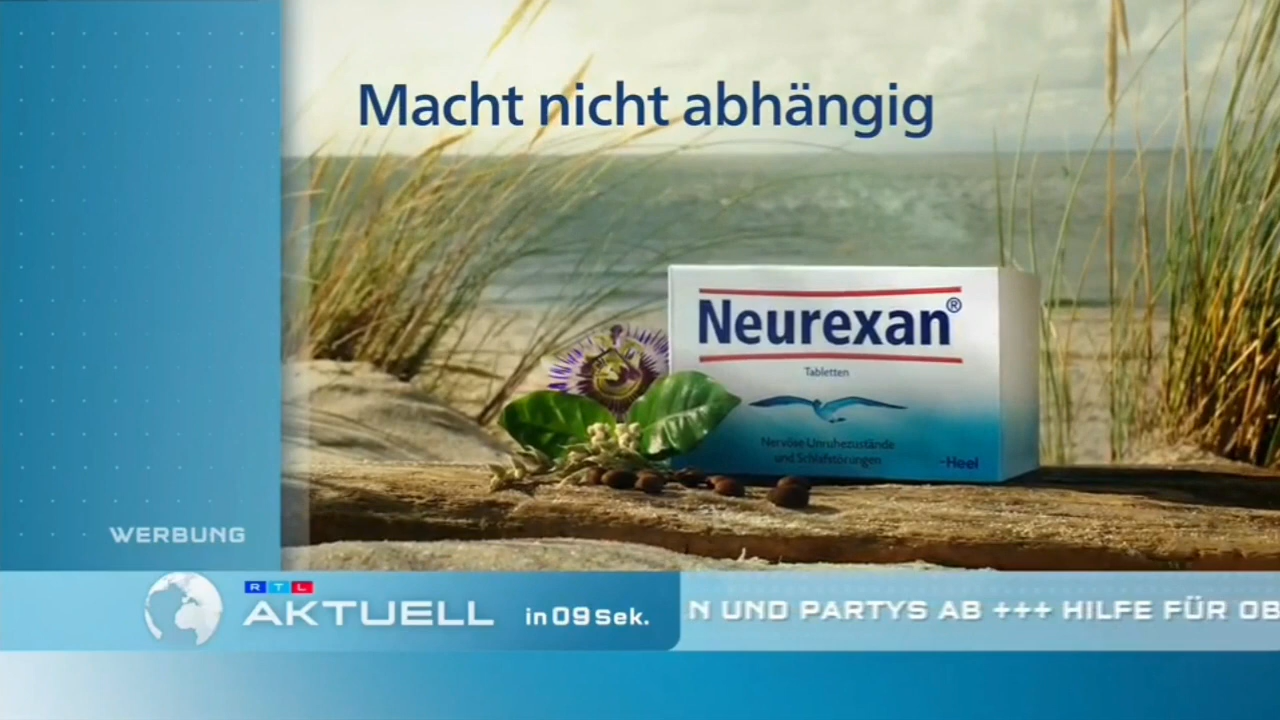 Macht nicht abhängig
Neurexan®
Tabletten
Nervöse Unruhezustände
und Schlafstörungen
-Heel
WERBUNG
RTL
AKTUELL in 09 Sek.
N UND PARTYS AB +++ HILFE FÜR OB